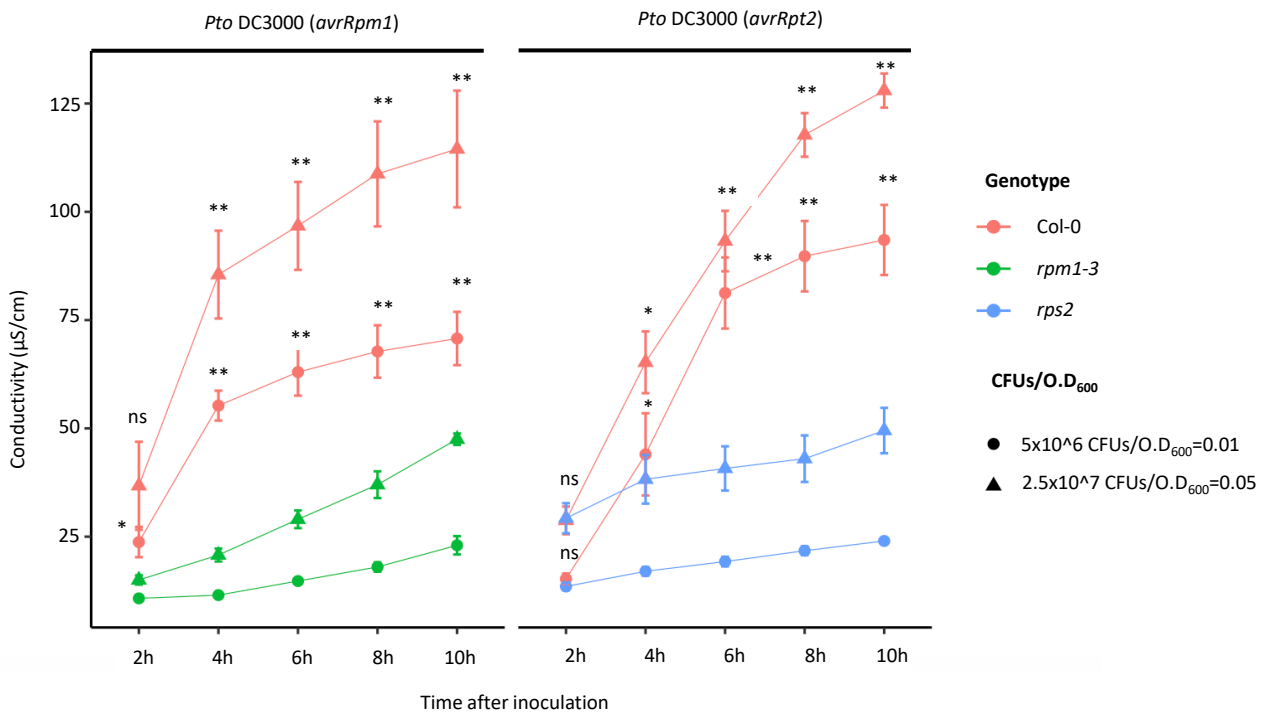 Pto DC3000 (avrRpm1)
Pto DC3000 (avrRpt2)
Conductivity (µS/cm)
125
100
75
50
25
ns
*
**
**
**
**
**
**
**
**
ns
ns
*
*
**
**
**
**
**
**
2h
4h
6h
8h
10h
2h
4h
6h
8h
10h
Time after inoculation
Genotype
Col-0
rpm1-3
rps2
CFUs/O.D600
5x10^6 CFUs/O.D600=0.01
2.5x10^7 CFUs/O.D600=0.05